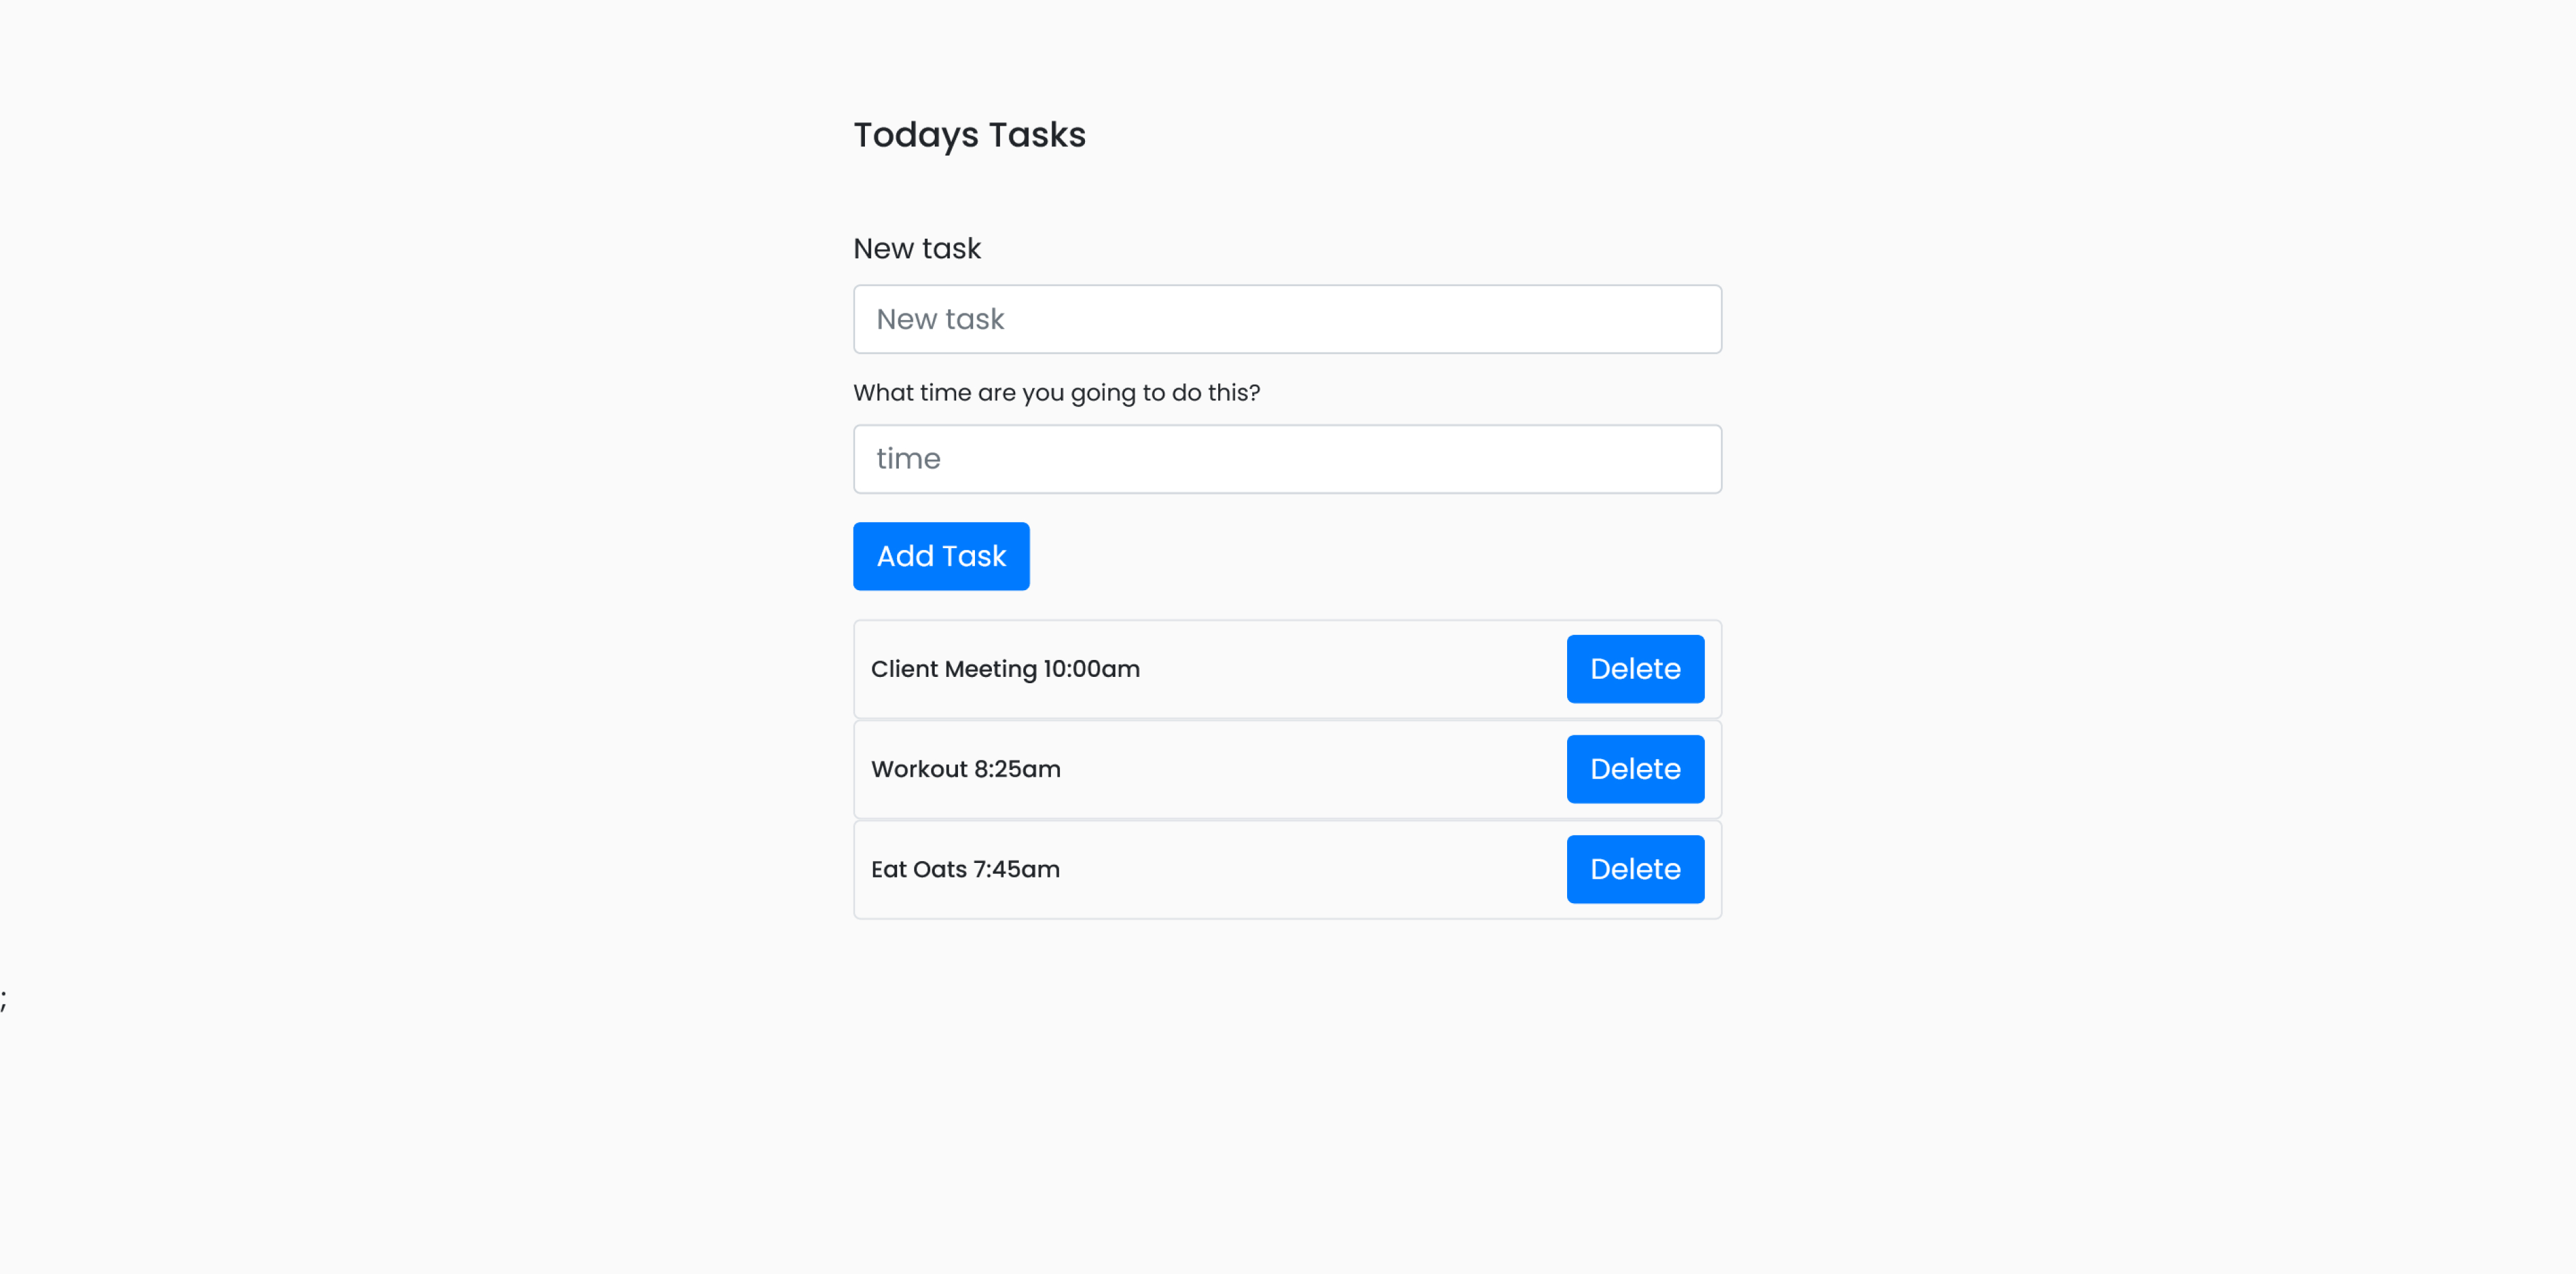 Todays Tasks
New task
New task
What time are you going to do this?
time
Add Task
Client Meeting 10:00am Delete
Workout 8:25am Delete
Eat Oats 7:45am Delete
;